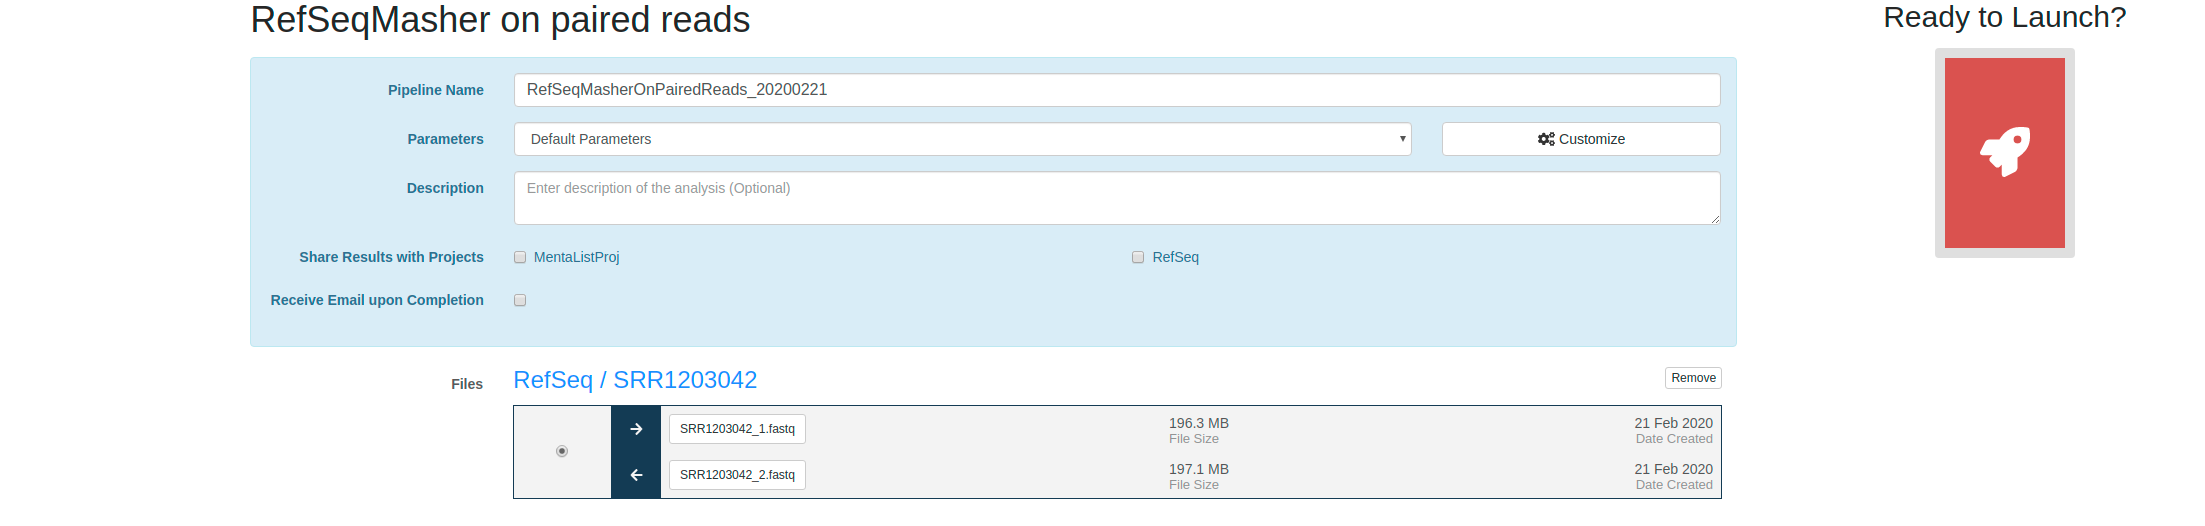 RefSeqMasher on paired reads
Ready to Launch?
Pipeline Name
RefSeqMasherOnPairedReads_20200221
Parameters
Default Parameters
Customize
Description
Enter description of the analysis (Optional)
Share Results with Projects
MentaListProj
RefSeq
Receive Email upon Completion
Files
RefSeq / SRR1203042
Remove
SRR1203042_1.fastq
196.3 MB
File Size
21 Feb 2020
Date Created
SRR1203042_2.fastq
197.1 MB
File Size
21 Feb 2020
Date Created